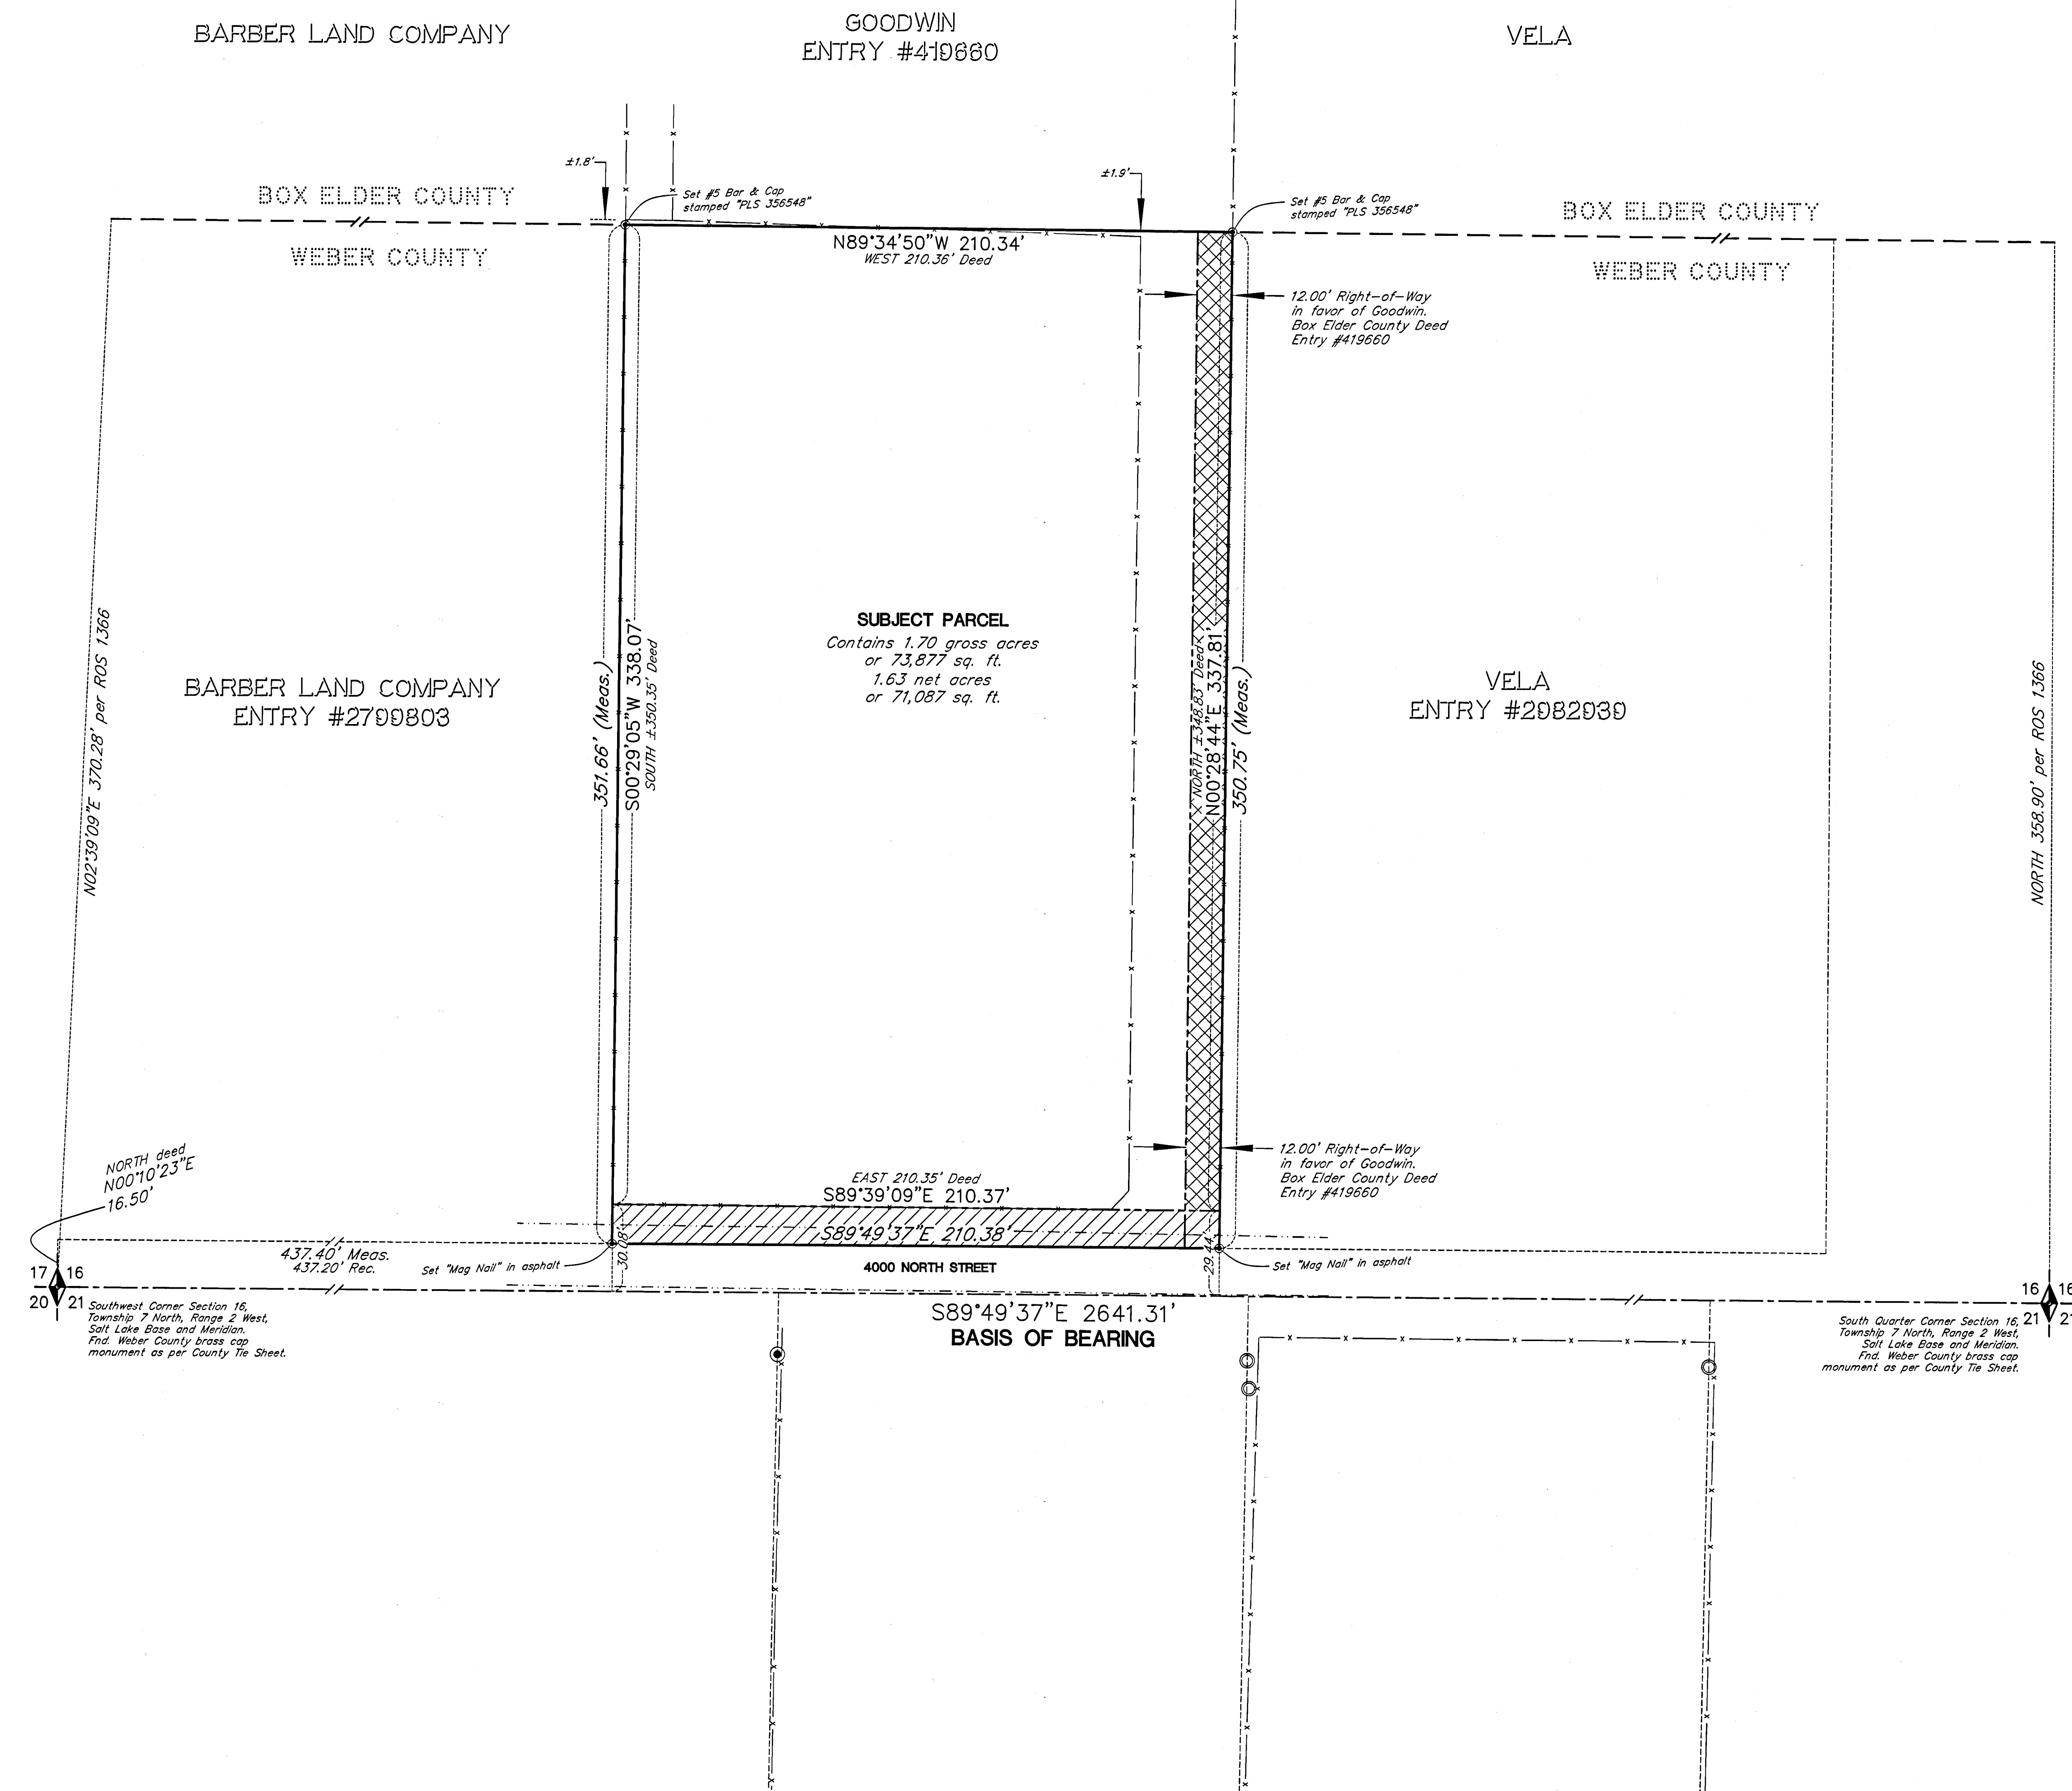 BARBER LAND COMPANY
GOODWIN
ENTRY #419660
VELA
±1.8'
±1.9'
Set #5 Bar & Cap
stamped "PLS 356548"
Set #5 Bar & Cap
stamped "PLS 356548"
BOX ELDER COUNTY
WEBER COUNTY
BOX ELDER COUNTY
WEBER COUNTY
N89°34'50"W 210.34'
WEST 210.36' Deed
12.00' Right-of-Way
in favor of Goodwin.
Box Elder County Deed
Entry #419660
N02°39'09"E 370.28' per ROS 1366
BARBER LAND COMPANY
ENTRY #2799803
351.66' (Meas.)
S00°29'05"W 338.07'
SOUTH ±350.35' Deed
SUBJECT PARCEL
Contains 1.70 gross acres
or 73,877 sq. ft.
1.63 net acres
or 71,087 sq. ft.
NORTH ±348.83' Deed
N00°28'44"E 337.81'
350.75' (Meas.)
VELA
ENTRY #2982939
NORTH 358.90' per ROS 1366
NORTH deed
N00°10'23"E
16.50'
12.00' Right-of-Way
in favor of Goodwin.
Box Elder County Deed
Entry #419660
EAST 210.35' Deed
S89°39'09"E 210.37'
S89°49'37"E 210.38'
30.08'
29.44'
437.40' Meas.
437.20' Rec.
Set "Mag Nail" in asphalt
4000 NORTH STREET
Set "Mag Nail" in asphalt
17 16
20 21
Southwest Corner Section 16,
Township 7 North, Range 2 West,
Salt Lake Base and Meridian.
Fnd. Weber County brass cap
monument as per County Tie Sheet.
S89°49'37"E 2641.31'
BASIS OF BEARING
16 16
21 21
South Quarter Corner Section 16,
Township 7 North, Range 2 West,
Salt Lake Base and Meridian.
Fnd. Weber County brass cap
monument as per County Tie Sheet.